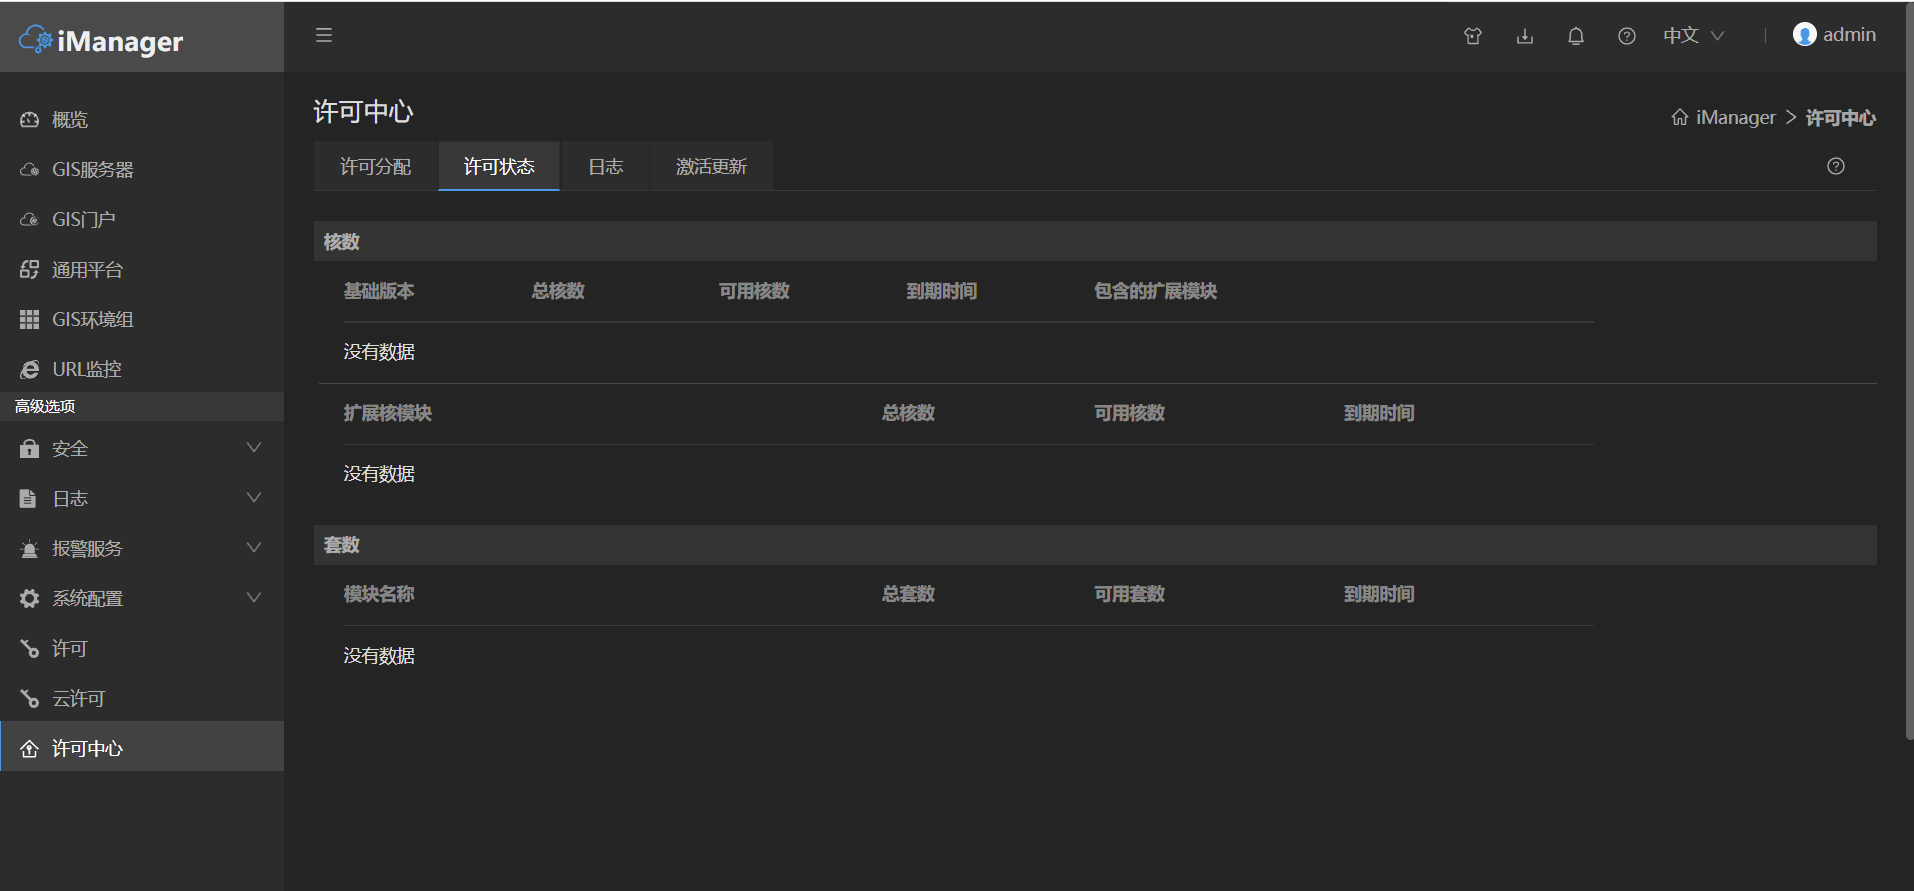 iManager
中文
admin
概览
GIS服务器
GIS门户
通用平台
GIS环境组
URL监控
高级选项
安全
日志
报警服务
系统配置
许可
云许可
许可中心
许可中心
iManager > 许可中心
许可分配 许可状态 日志 激活更新
核数
基础版本 总核数 可用核数 到期时间 包含的扩展模块
没有数据
扩展核模块 总核数 可用核数 到期时间
没有数据
套数
模块名称 总套数 可用套数 到期时间
没有数据